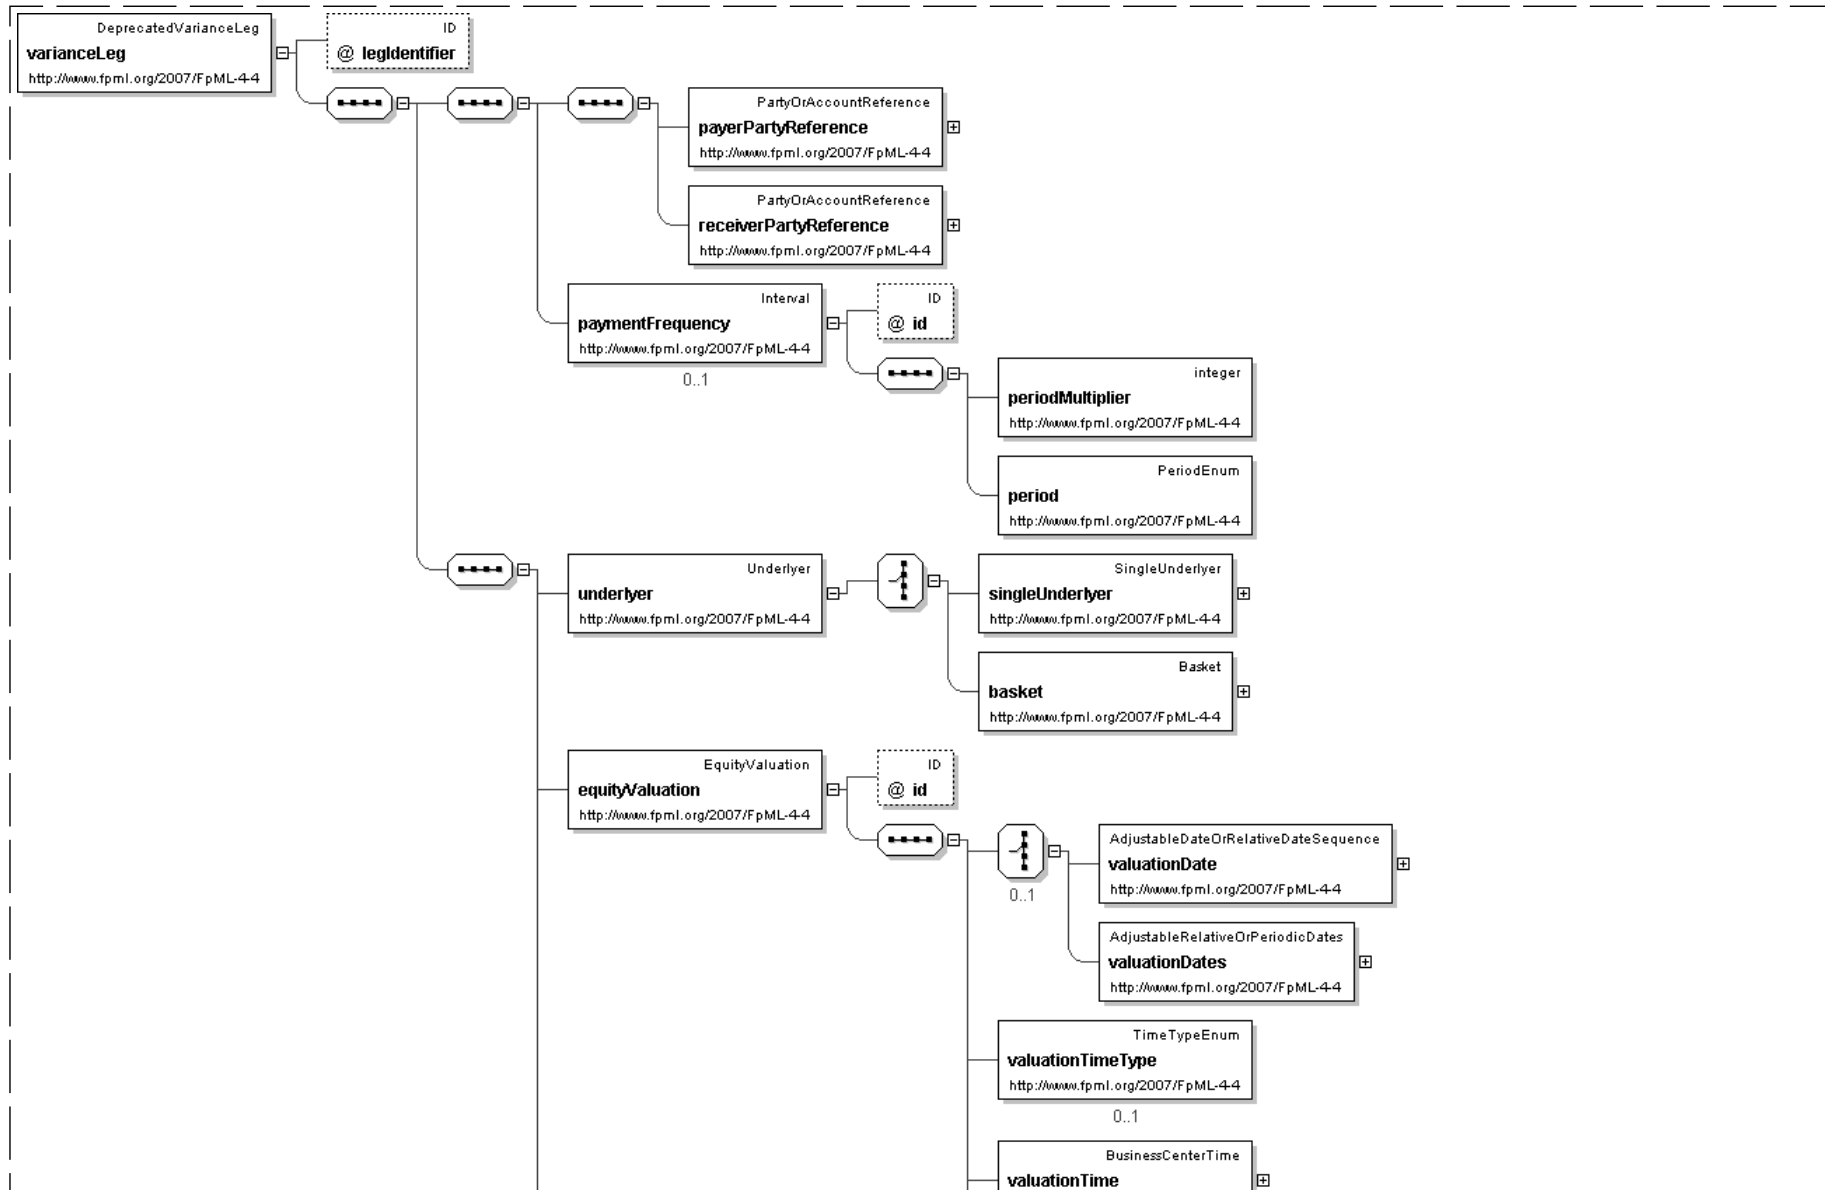 DeprecatedVarianceLeg
varianceLeg
http://www.fpml.org/2007/FpML-4-4
ID
@ legIdentifier
PartyOrAccountReference
payerPartyReference
http://www.fpml.org/2007/FpML-4-4
PartyOrAccountReference
receiverPartyReference
http://www.fpml.org/2007/FpML-4-4
Interval
paymentFrequency
http://www.fpml.org/2007/FpML-4-4
0..1
ID
@ id
integer
periodMultiplier
http://www.fpml.org/2007/FpML-4-4
PeriodEnum
period
http://www.fpml.org/2007/FpML-4-4
Underlyer
underlyer
http://www.fpml.org/2007/FpML-4-4
SingleUnderlyer
singleUnderlyer
http://www.fpml.org/2007/FpML-4-4
Basket
basket
http://www.fpml.org/2007/FpML-4-4
EquityValuation
equityValuation
http://www.fpml.org/2007/FpML-4-4
ID
@ id
0..1
AdjustableDateOrRelativeDateSequence
valuationDate
http://www.fpml.org/2007/FpML-4-4
AdjustableRelativeOrPeriodicDates
valuationDates
http://www.fpml.org/2007/FpML-4-4
TimeTypeEnum
valuationTimeType
http://www.fpml.org/2007/FpML-4-4
0..1
BusinessCenterTime
valuationTime